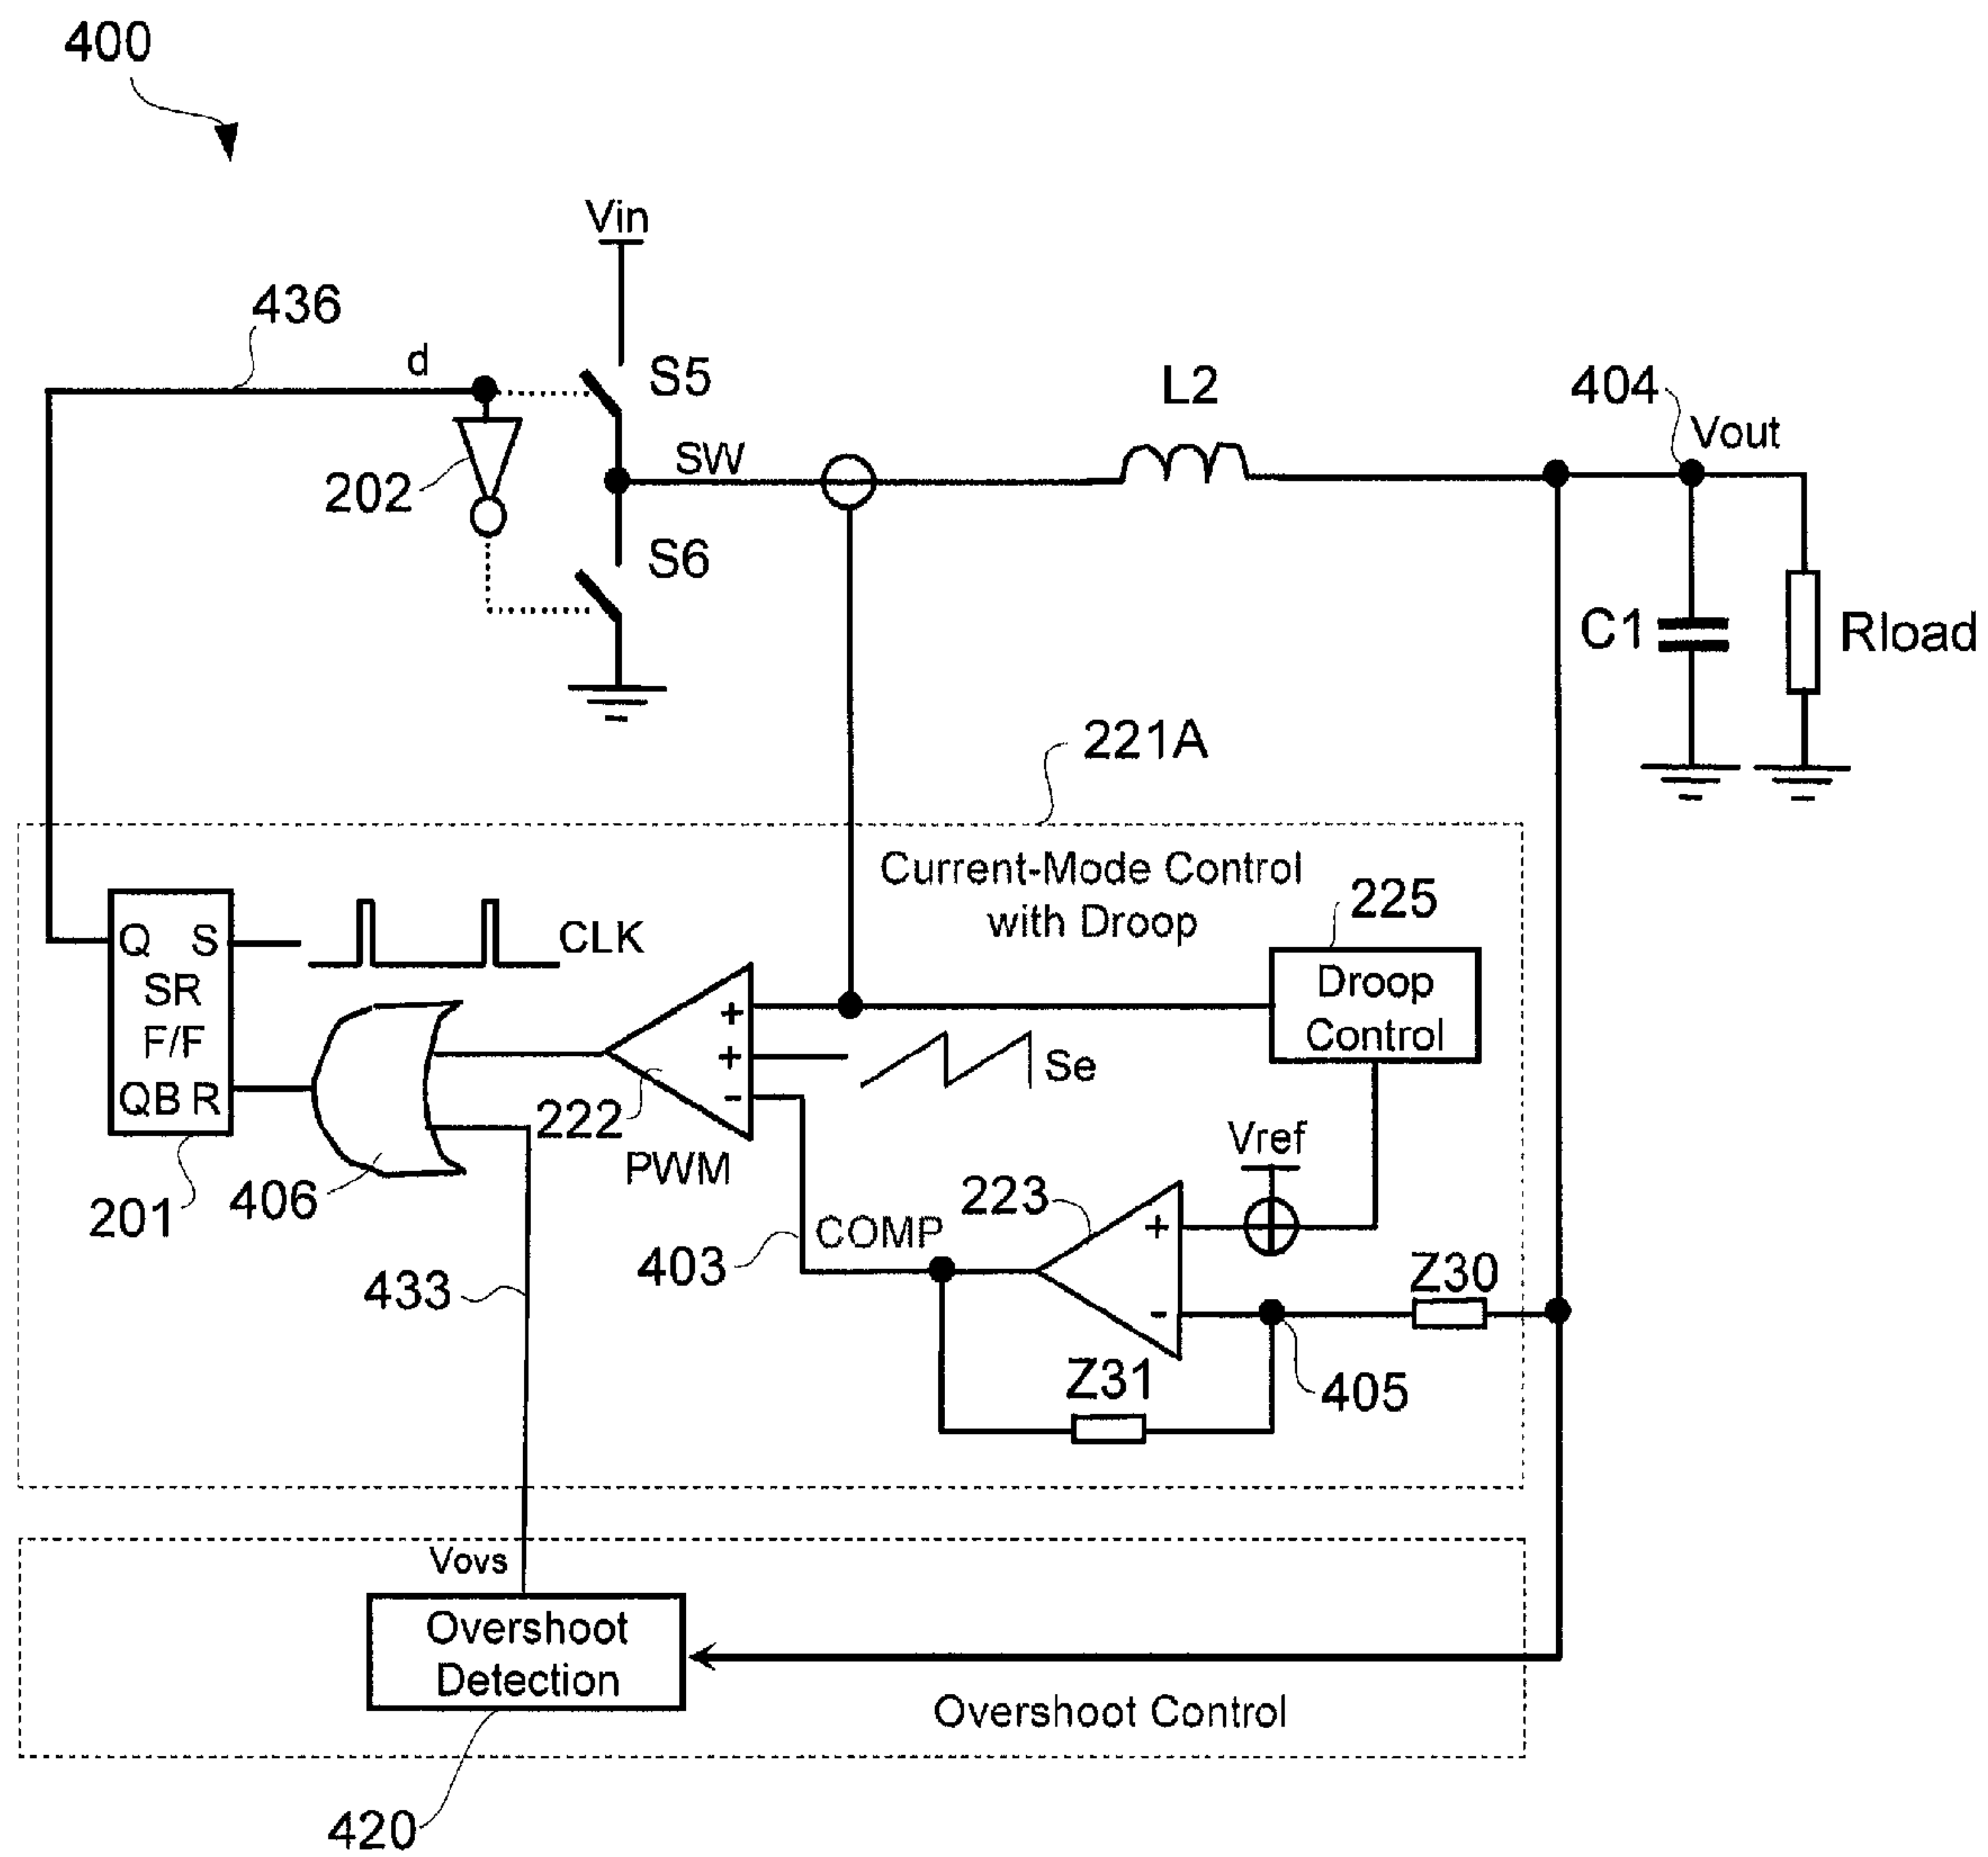 400
Vin
436
d
S5
L2
404
Vout
SW
202
S6
C1
Rload
221A
Current-Mode Control
with Droop
225
Q
S
CLK
SR
F/F
QB
R
+
+
-
Droop
Control
Se
222
PWM
Vref
201
406
223
+
-
COMP
403
433
Z30
Z31
405
Vovs
Overshoot
Detection
Overshoot Control
420